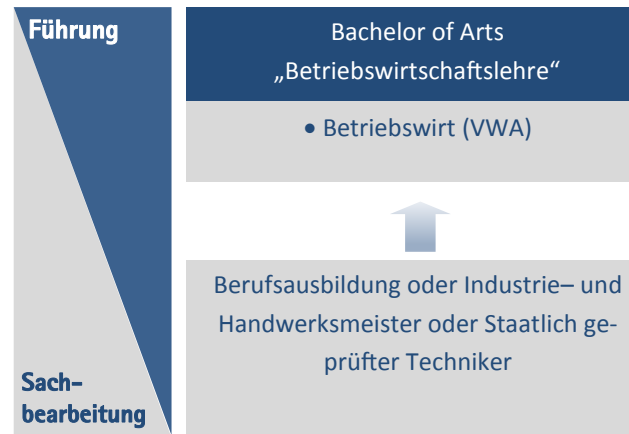 Führung
Bachelor of Arts
„Betriebswirtschaftslehre“
• Betriebswirt (VWA)
Berufsausbildung oder Industrie– und
Handwerksmeister oder Staatlich ge-
prüfter Techniker
Sach-
bearbeitung